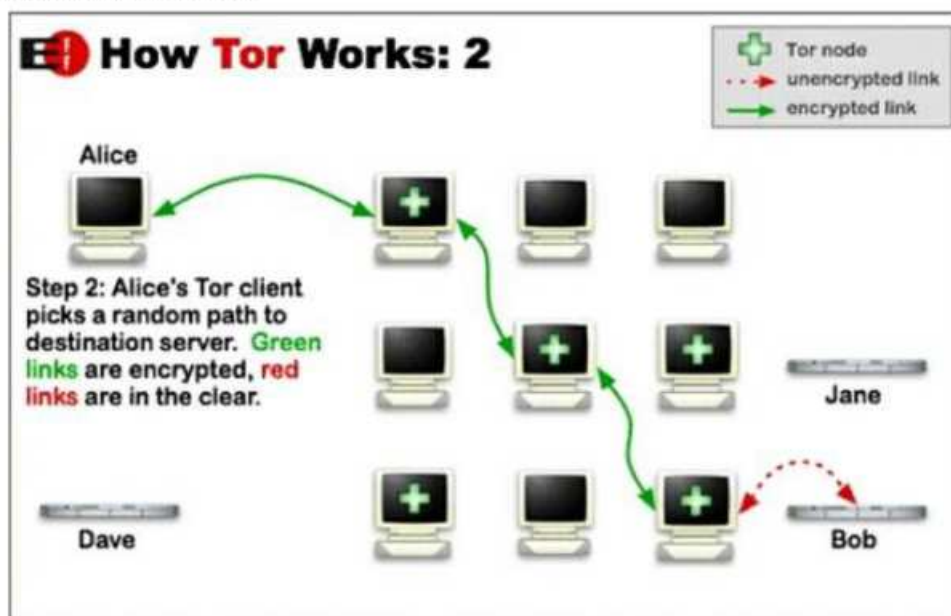 E! How Tor Works: 2
Tor node
unencrypted link
encrypted link
Alice
Step 2: Alice's Tor client
picks a random path to
destination server. Green
links are encrypted, red
links are in the clear.
Jane
Dave
Bob